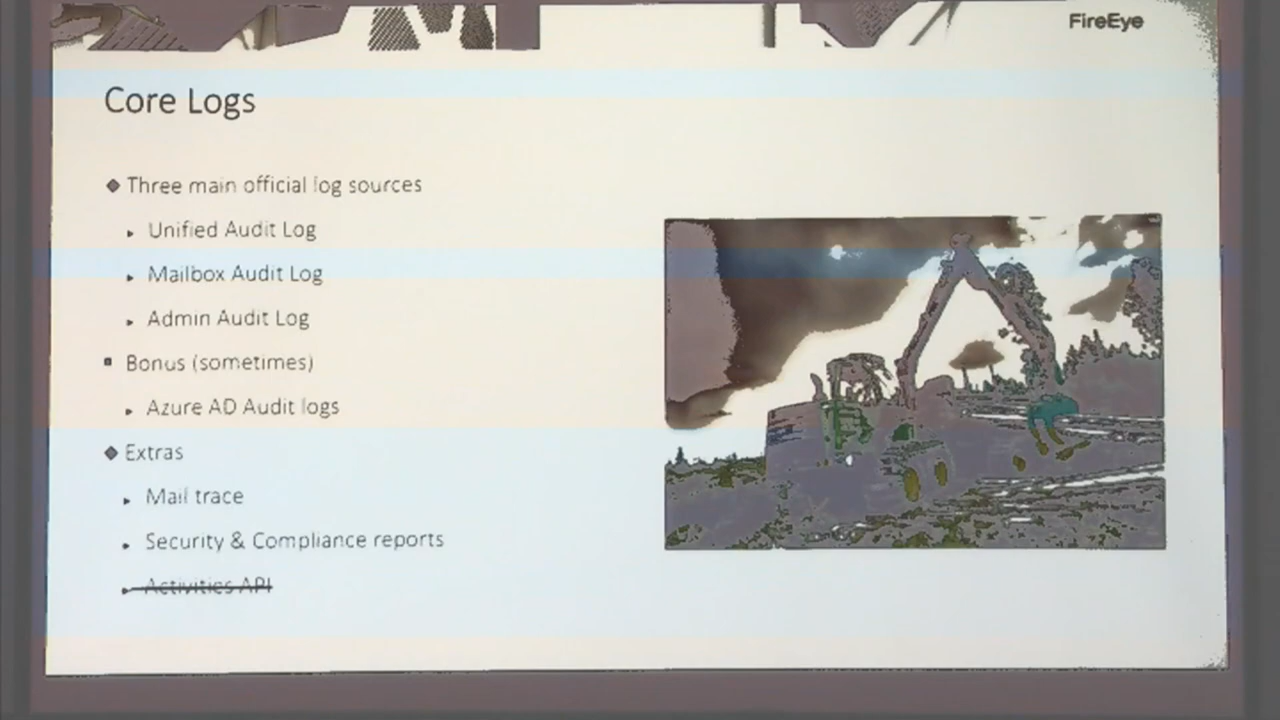 FireEye
Core Logs
Three main official log sources
Unified Audit Log
Mailbox Audit Log
Admin Audit Log
Bonus (sometimes)
Azure AD Audit logs
Extras
Mail trace
Security & Compliance reports
Activities API